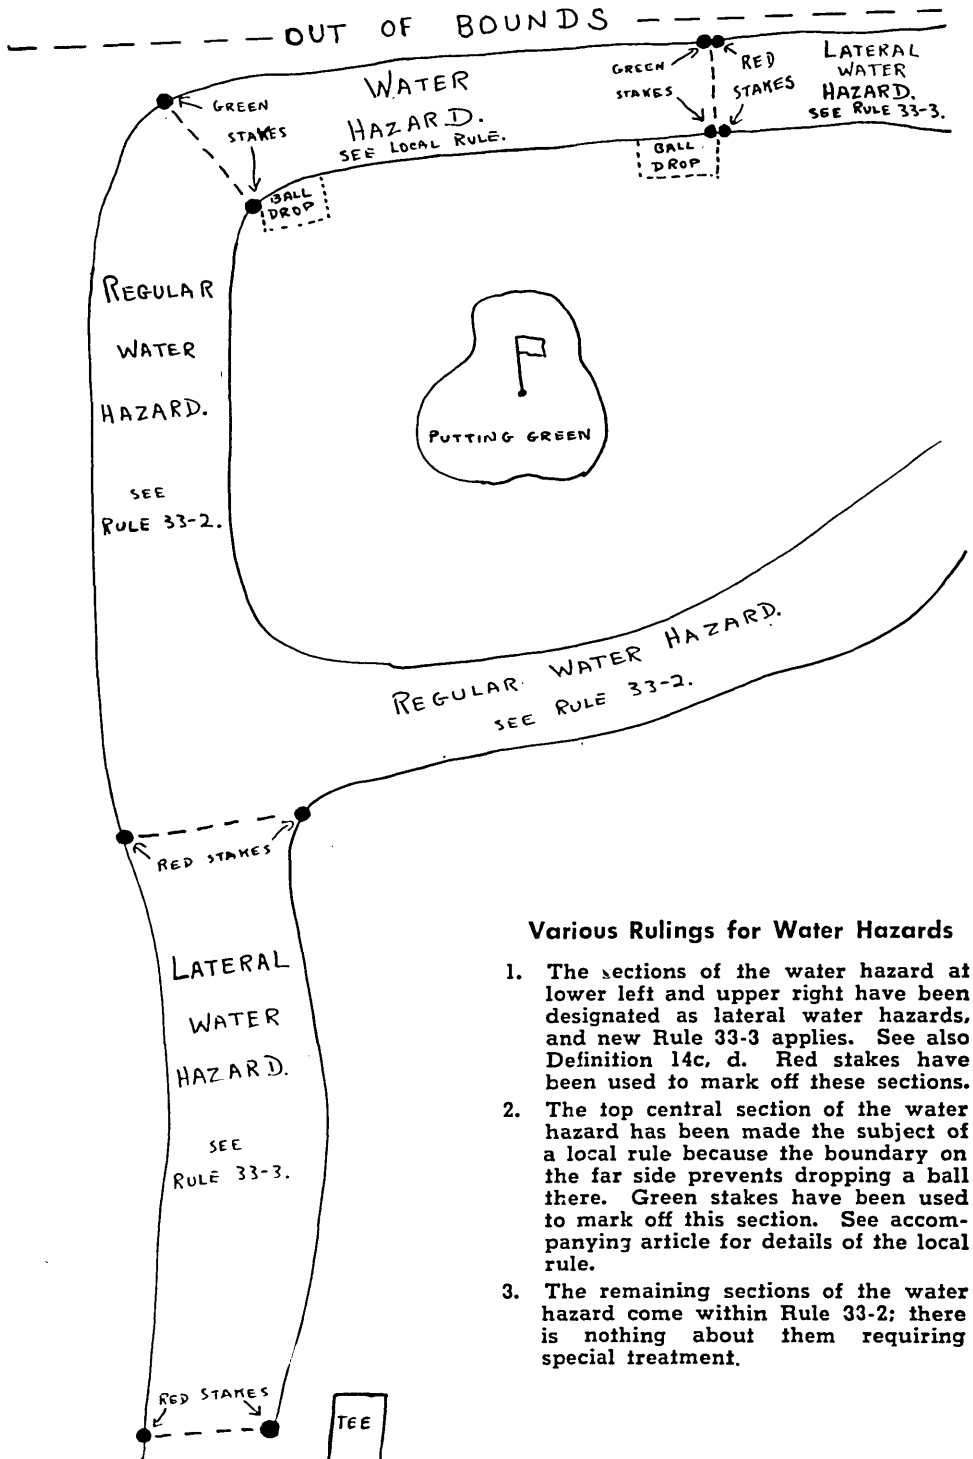 OUT OF BOUNDS
WATER
HAZARD.
SEE LOCAL RULE.
GREEN
STAKES
RED
STAKES
LATERAL
WATER
HAZARD.
SEE RULE 33-3.
GREEN
STAKES
BALL
DROP
BALL
DROP
REGULAR
WATER
HAZARD.
SEE
RULE 33-2.
PUTTING GREEN
REGULAR WATER HAZARD.
SEE RULE 33-2.
RED STAKES
LATERAL
WATER
HAZARD.
SEE
RULE 33-3.
RED STAKES
TEE
Various Rulings for Water Hazards
1. The sections of the water hazard at
lower left and upper right have been
designated as lateral water hazards,
and new Rule 33-3 applies. See also
Definition 14c, d. Red stakes have
been used to mark off these sections.
2. The top central section of the water
hazard has been made the subject of
a local rule because the boundary on
the far side prevents dropping a ball
there. Green stakes have been used
to mark off this section. See accom-
panying article for details of the local
rule.
3. The remaining sections of the water
hazard come within Rule 33-2; there
is nothing about them requiring
special treatment.